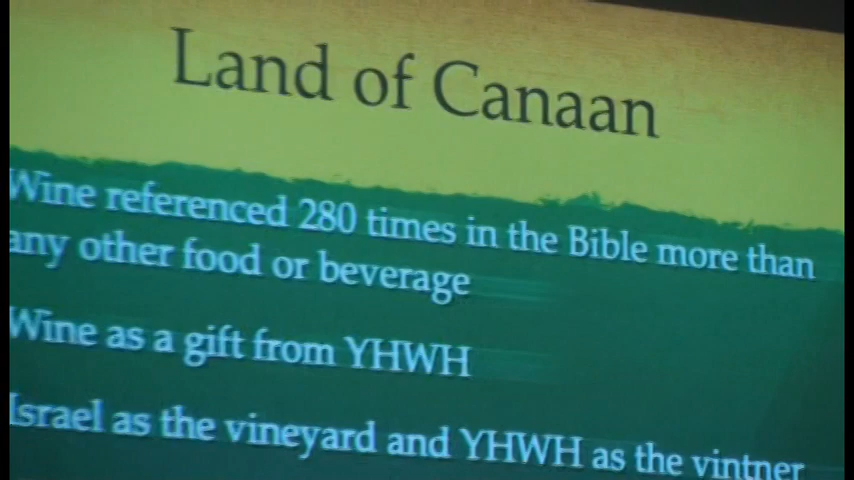 Land of Canaan
Wine referenced 280 times in the Bible more than
any other food or beverage
Wine as a gift from YHWH
Israel as the vineyard and YHWH as the vintner